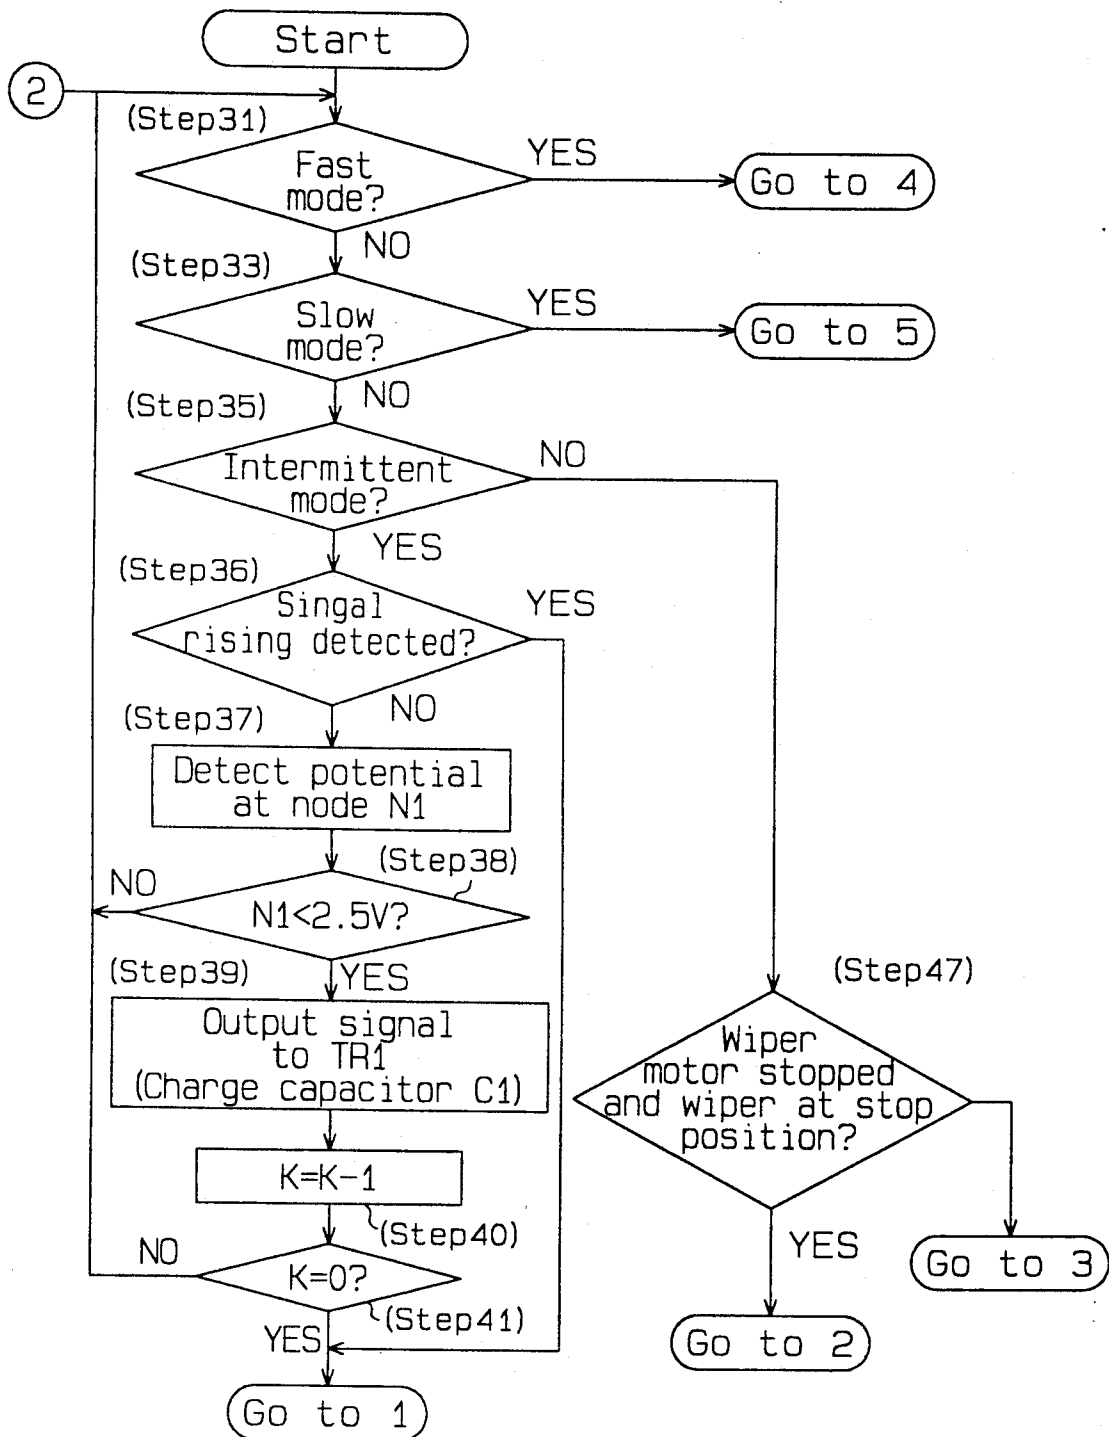 Start
2
(Step31)
Fast
mode?
YES
Go to 4
NO
(Step33)
Slow
mode?
YES
Go to 5
NO
(Step35)
Intermittent
mode?
NO
YES
(Step36)
Singal
rising detected?
YES
NO
(Step37)
Detect potential
at node N1
(Step38)
N1<2.5V?
NO
YES
(Step39)
Output signal
to TR1
(Charge capacitor C1)
K=K-1
(Step40)
K=0?
NO
(Step41)
YES
Go to 1
(Step47)
Wiper
motor stopped
and wiper at stop
position?
YES
Go to 3
Go to 2